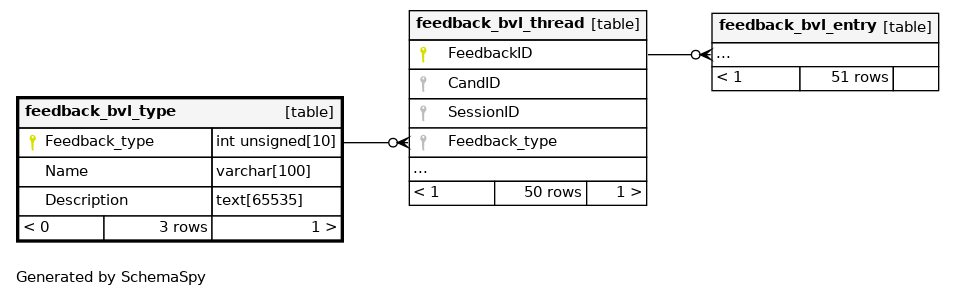 feedback_bvl_thread [table]
FeedbackID
CandID
SessionID
Feedback_type
...
< 1 50 rows 1 >
feedback_bvl_entry [table]
...
< 1 51 rows
feedback_bvl_type [table]
Feedback_type int unsigned[10]
Name varchar[100]
Description text[65535]
< 0 3 rows 1 >
Generated by SchemaSpy